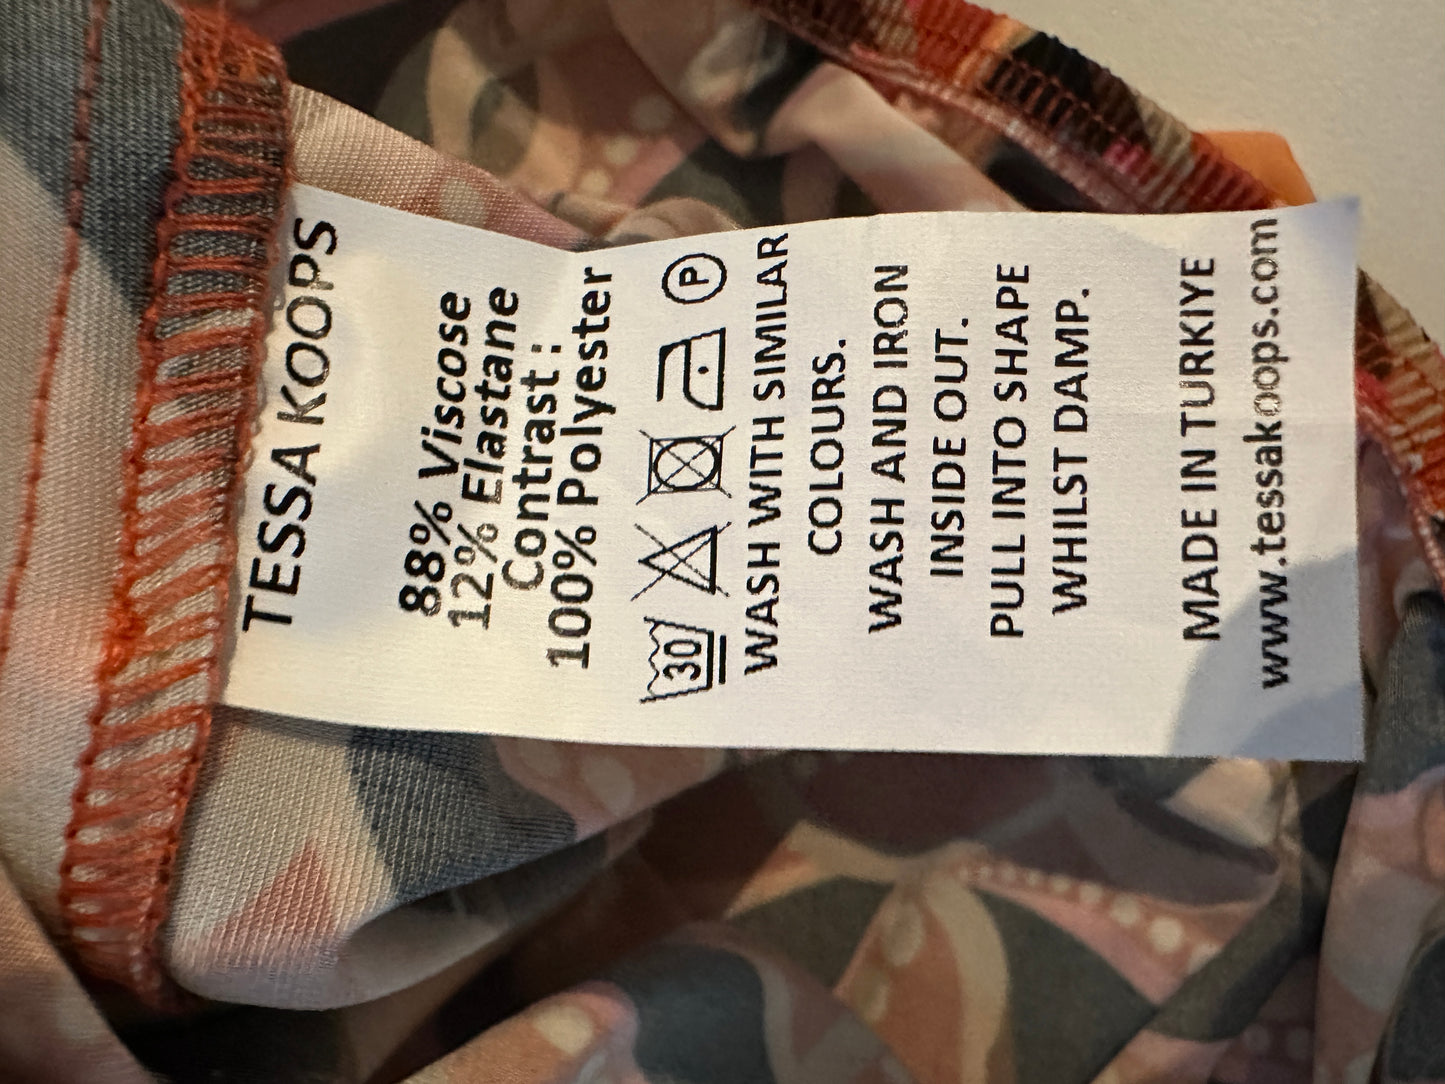 TESSA KOOPS
88% Viscose
12% Elastane
Contrast :
100% Polyester
30 P
WASH WITH SIMILAR
COLOURS.
WASH AND IRON
INSIDE OUT.
PULL INTO SHAPE
WHILST DAMP.
MADE IN TURKIYE
www.tessakoops.com